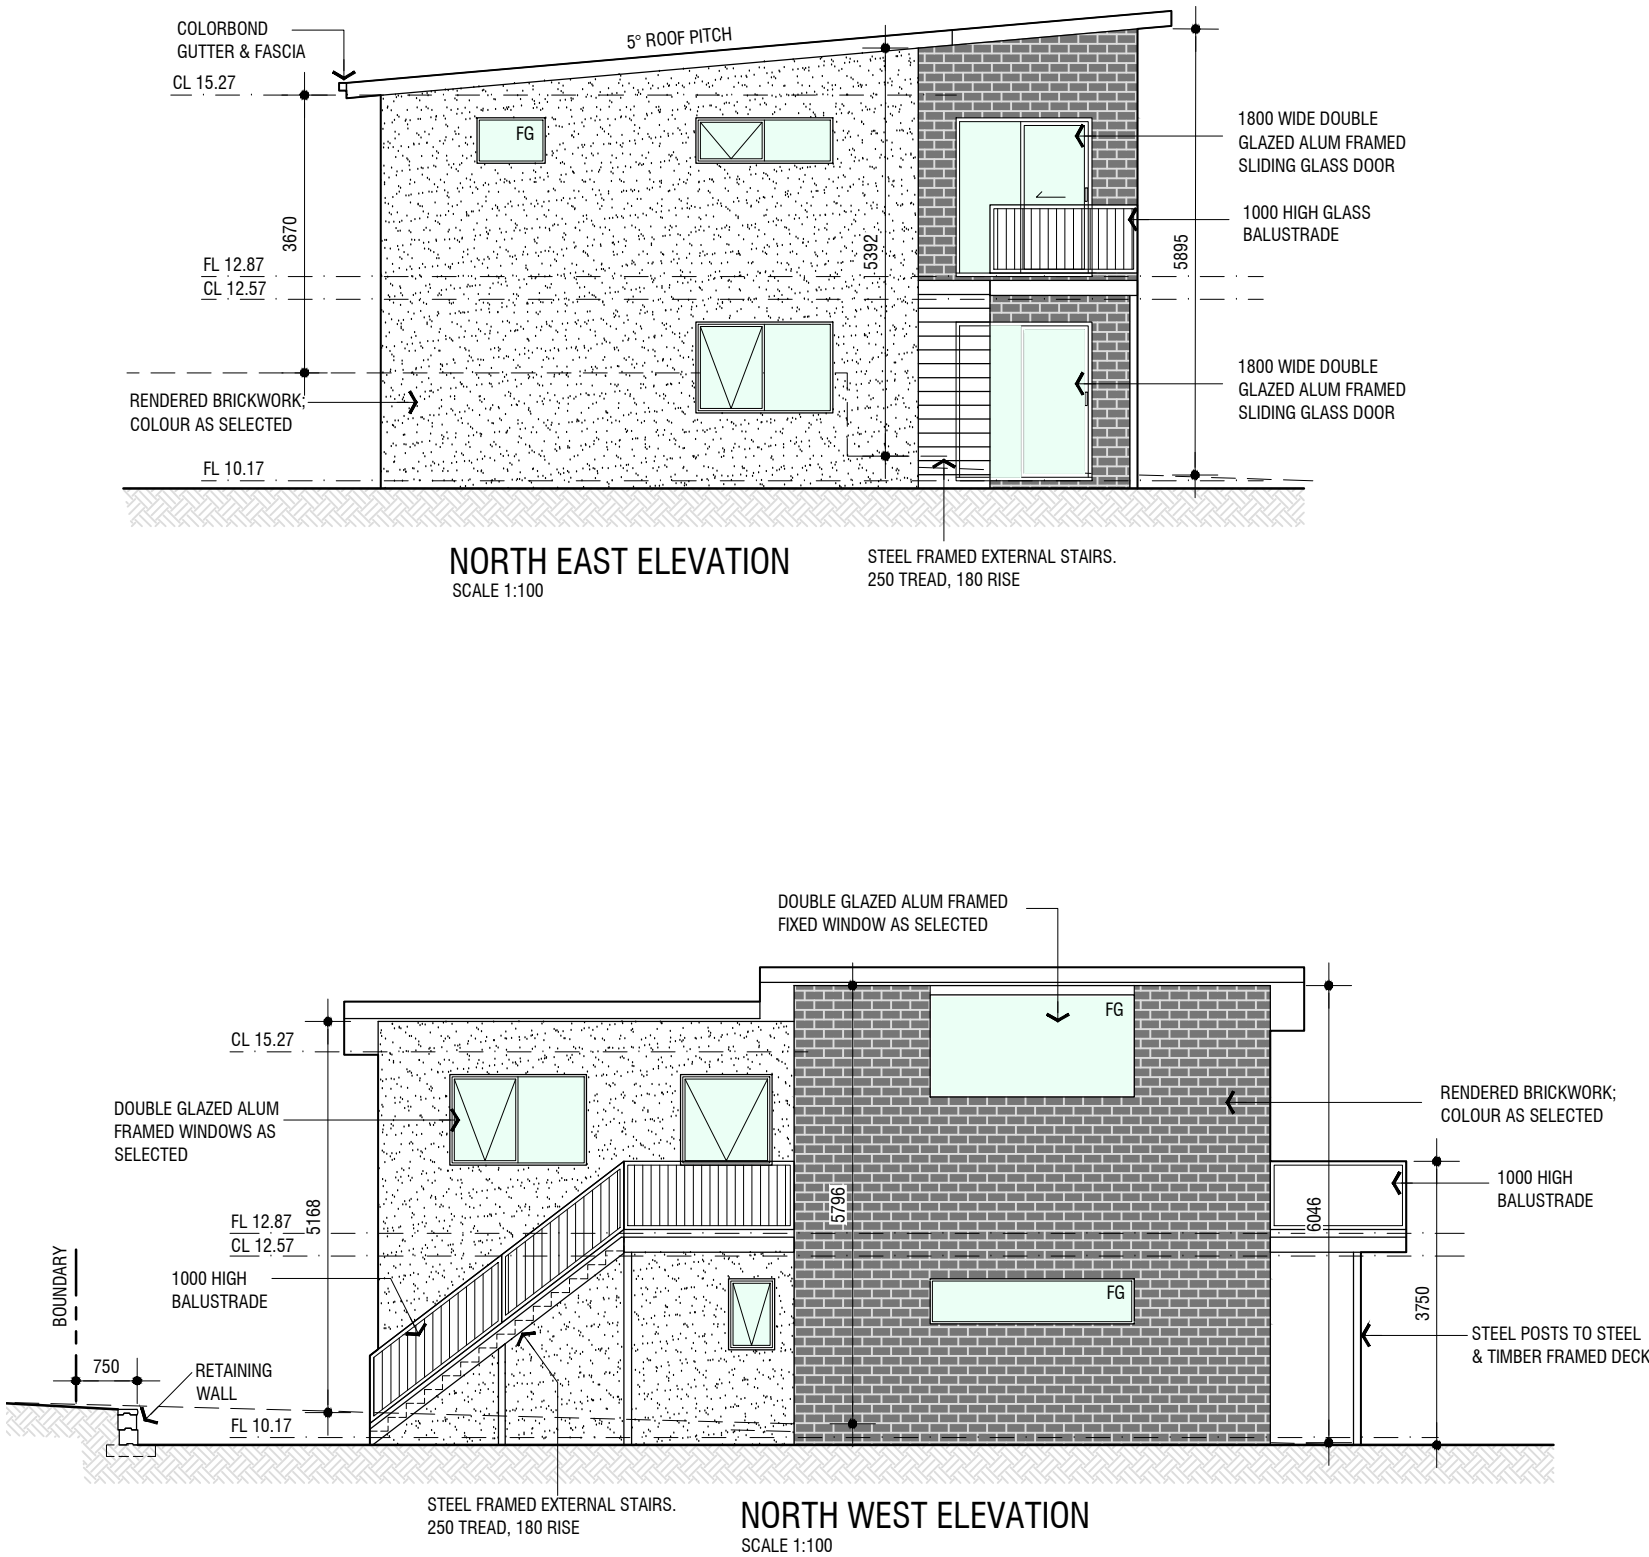 COLORBOND
GUTTER & FASCIA
5° ROOF PITCH
CL 15.27
FG
1800 WIDE DOUBLE
GLAZED ALUM FRAMED
SLIDING GLASS DOOR
1000 HIGH GLASS
BALUSTRADE
3670
5392
5895
FL 12.87
CL 12.57
1800 WIDE DOUBLE
GLAZED ALUM FRAMED
SLIDING GLASS DOOR
RENDERED BRICKWORK;
COLOUR AS SELECTED
FL 10.17
NORTH EAST ELEVATION
SCALE 1:100
STEEL FRAMED EXTERNAL STAIRS.
250 TREAD, 180 RISE
DOUBLE GLAZED ALUM FRAMED
FIXED WINDOW AS SELECTED
FG
CL 15.27
DOUBLE GLAZED ALUM
FRAMED WINDOWS AS
SELECTED
RENDERED BRICKWORK;
COLOUR AS SELECTED
1000 HIGH
BALUSTRADE
5168
5796
6046
FL 12.87
CL 12.57
BOUNDARY
1000 HIGH
BALUSTRADE
FG
3750
STEEL POSTS TO STEEL
& TIMBER FRAMED DECK
750
RETAINING
WALL
FL 10.17
STEEL FRAMED EXTERNAL STAIRS.
250 TREAD, 180 RISE
NORTH WEST ELEVATION
SCALE 1:100